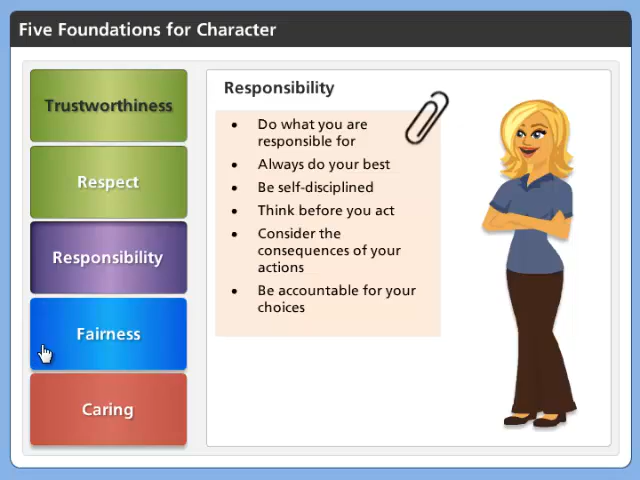 Five Foundations for Character
Trustworthiness
Respect
Responsibility
Fairness
Caring
Responsibility
• Do what you are
responsible for
• Always do your best
• Be self-disciplined
• Think before you act
• Consider the
consequences of your
actions
• Be accountable for your
choices